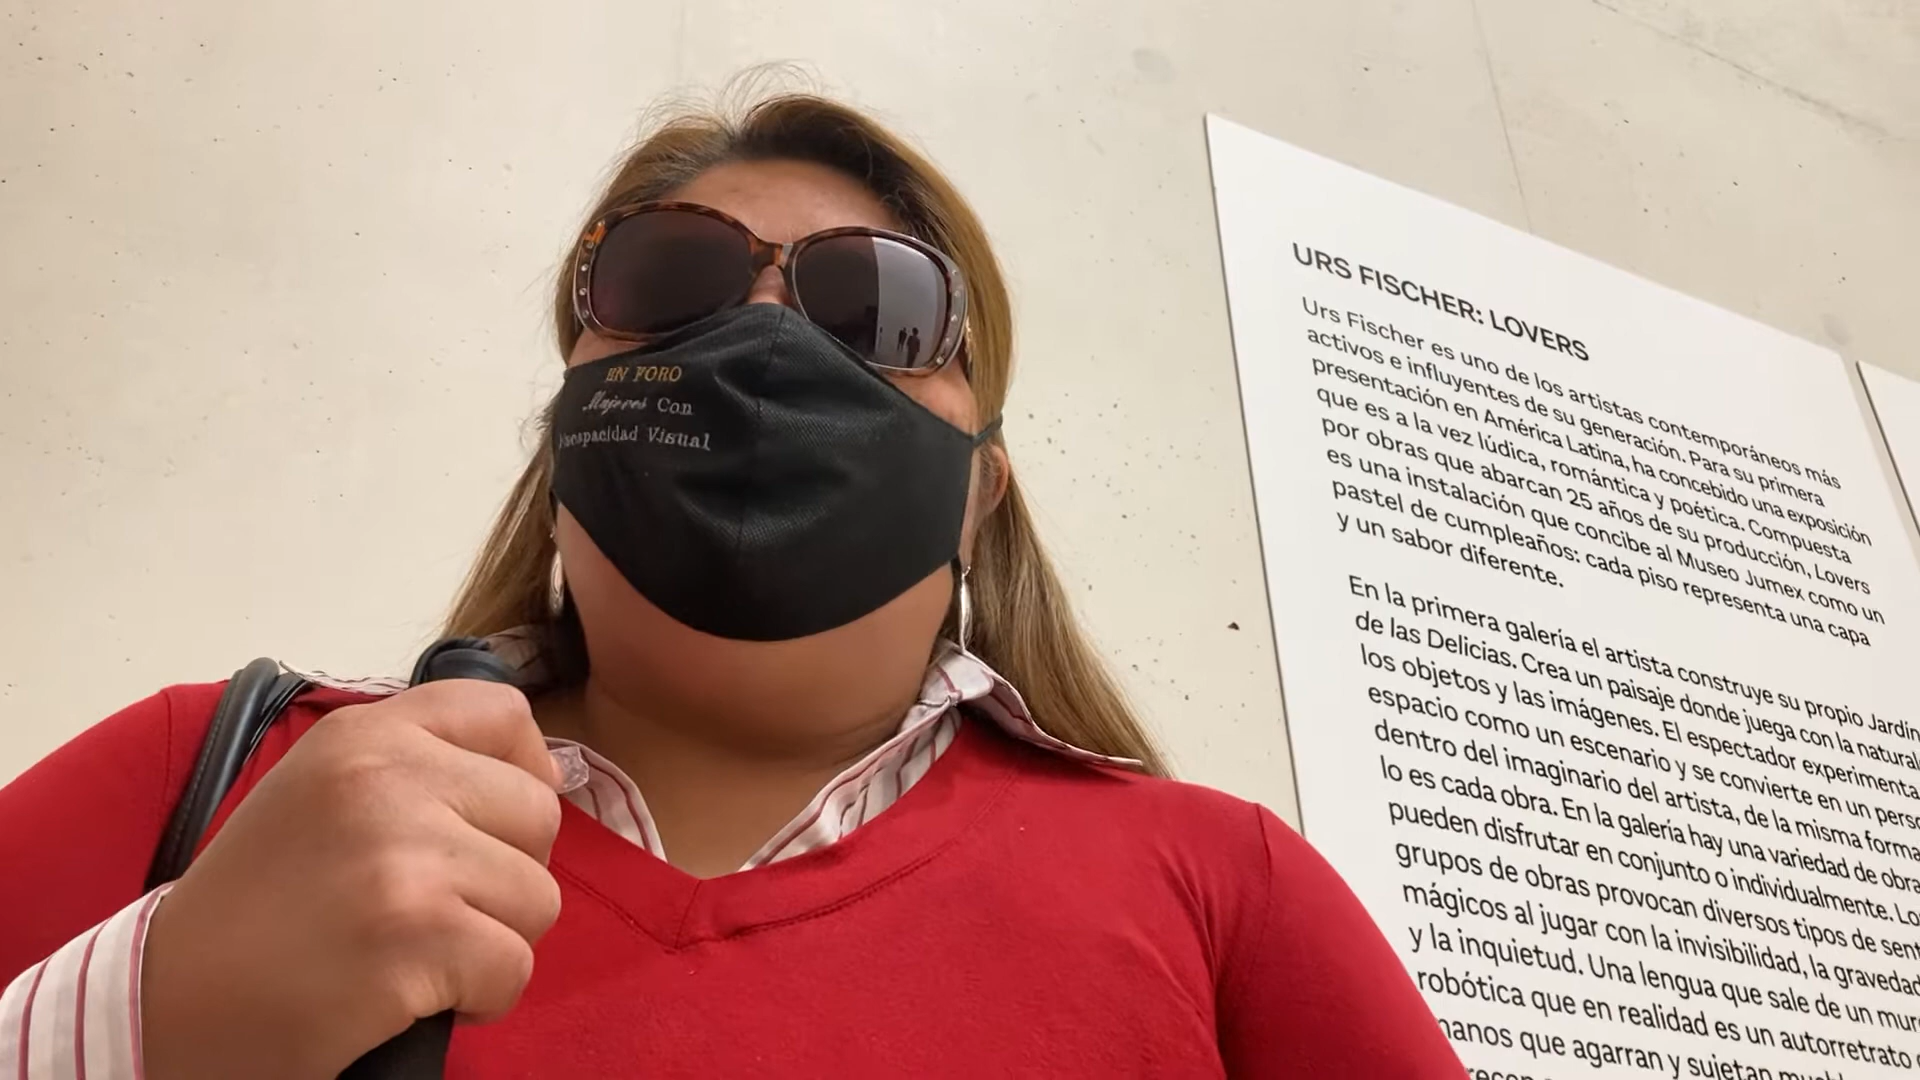 EN FORO
Mujeres Con
Discapacidad Visual
URS FISCHER: LOVERS
Urs Fischer es uno de los artistas contemporáneos más
activos e influyentes de su generación. Para su primera
presentación en América Latina, ha concebido una exposición
que es a la vez lúdica, romántica y poética. Compuesta
por obras que abarcan 25 años de su producción, Lovers
es una instalación que concibe al Museo Jumex como un
pastel de cumpleaños: cada piso representa una capa
y un sabor diferente.
En la primera galería el artista construye su propio Jardín
de las Delicias. Crea un paisaje donde juega con la natural
los objetos y las imágenes. El espectador experimenta
espacio como un escenario y se convierte en un perso
dentro del imaginario del artista, de la misma forma
lo es cada obra. En la galería hay una variedad de obra
pueden disfrutar en conjunto o individualmente. Lo
grupos de obras provocan diversos tipos de sent
mágicos al jugar con la invisibilidad, la gravedad
y la inquietud. Una lengua que sale de un mur
robótica que en realidad es un autorretrato
manos que agarran y sujetan